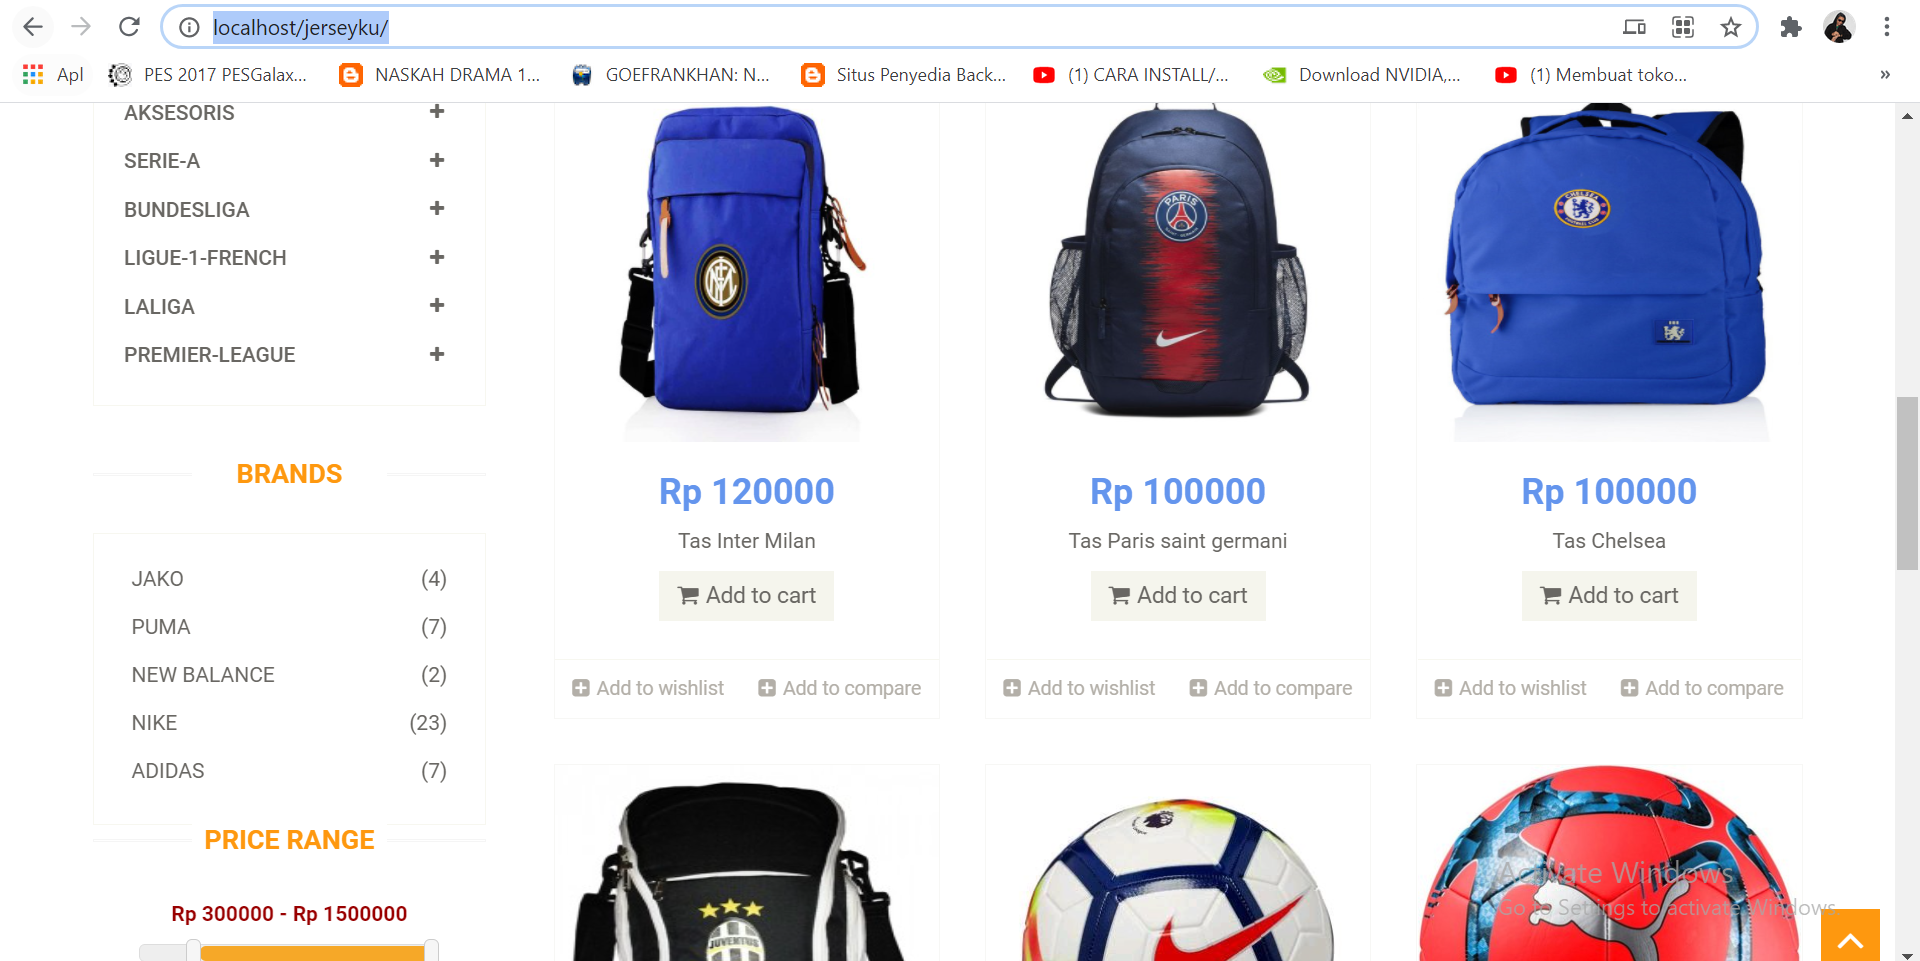 localhost/jerseyku/
Apl
PES 2017 PESGalax...
NASKAH DRAMA 1...
GOEFRANKHAN: N...
Situs Penyedia Back...
(1) CARA INSTALL/...
Download NVIDIA,...
(1) Membuat toko...
»
AKSESORIS
SERIE-A
BUNDESLIGA
LIGUE-1-FRENCH
LALIGA
PREMIER-LEAGUE
BRANDS
JAKO (4)
PUMA (7)
NEW BALANCE (2)
NIKE (23)
ADIDAS (7)
PRICE RANGE
Rp 300000 - Rp 1500000
PARIS
CHELSEA
Rp 120000
Tas Inter Milan
Add to cart
Add to wishlist Add to compare
Rp 100000
Tas Paris saint germani
Add to cart
Add to wishlist Add to compare
Rp 100000
Tas Chelsea
Add to cart
Add to wishlist Add to compare
JUVENTUS
Activate Windows
Go to Settings to activate Windows.